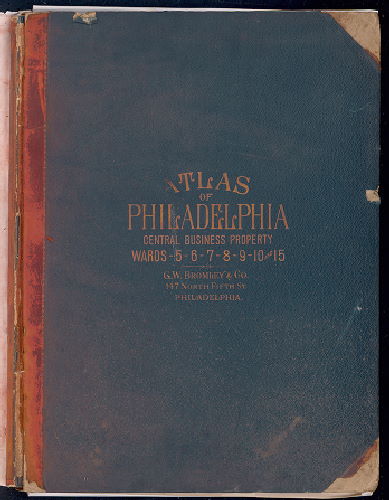 ATLAS
OF
PHILADELPHIA
CENTRAL BUSINESS PROPERTY
WARDS-5-6-7-8-9-10 AND 15
G.W. BROMLEY & CO.
147 NORTH FIFTH ST.
PHILADELPHIA.